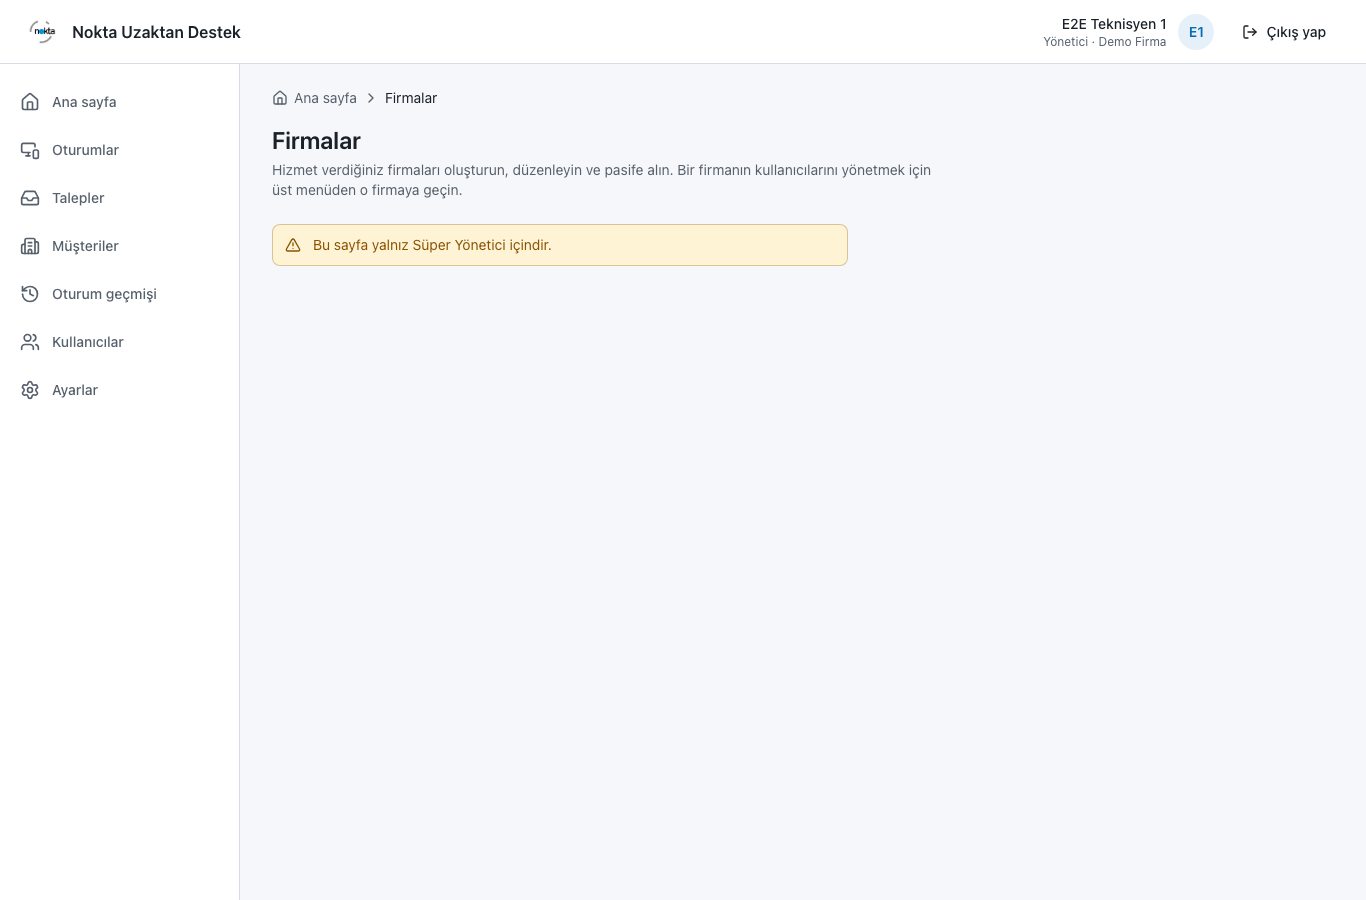 nokta
Nokta Uzaktan Destek
E2E Teknisyen 1
Yönetici · Demo Firma
E1
Çıkış yap
Ana sayfa
Oturumlar
Talepler
Müşteriler
Oturum geçmişi
Kullanıcılar
Ayarlar
Ana sayfa
Firmalar
Firmalar
Hizmet verdiğiniz firmaları oluşturun, düzenleyin ve pasife alın. Bir firmanın kullanıcılarını yönetmek için
üst menüden o firmaya geçin.
Bu sayfa yalnız Süper Yönetici içindir.